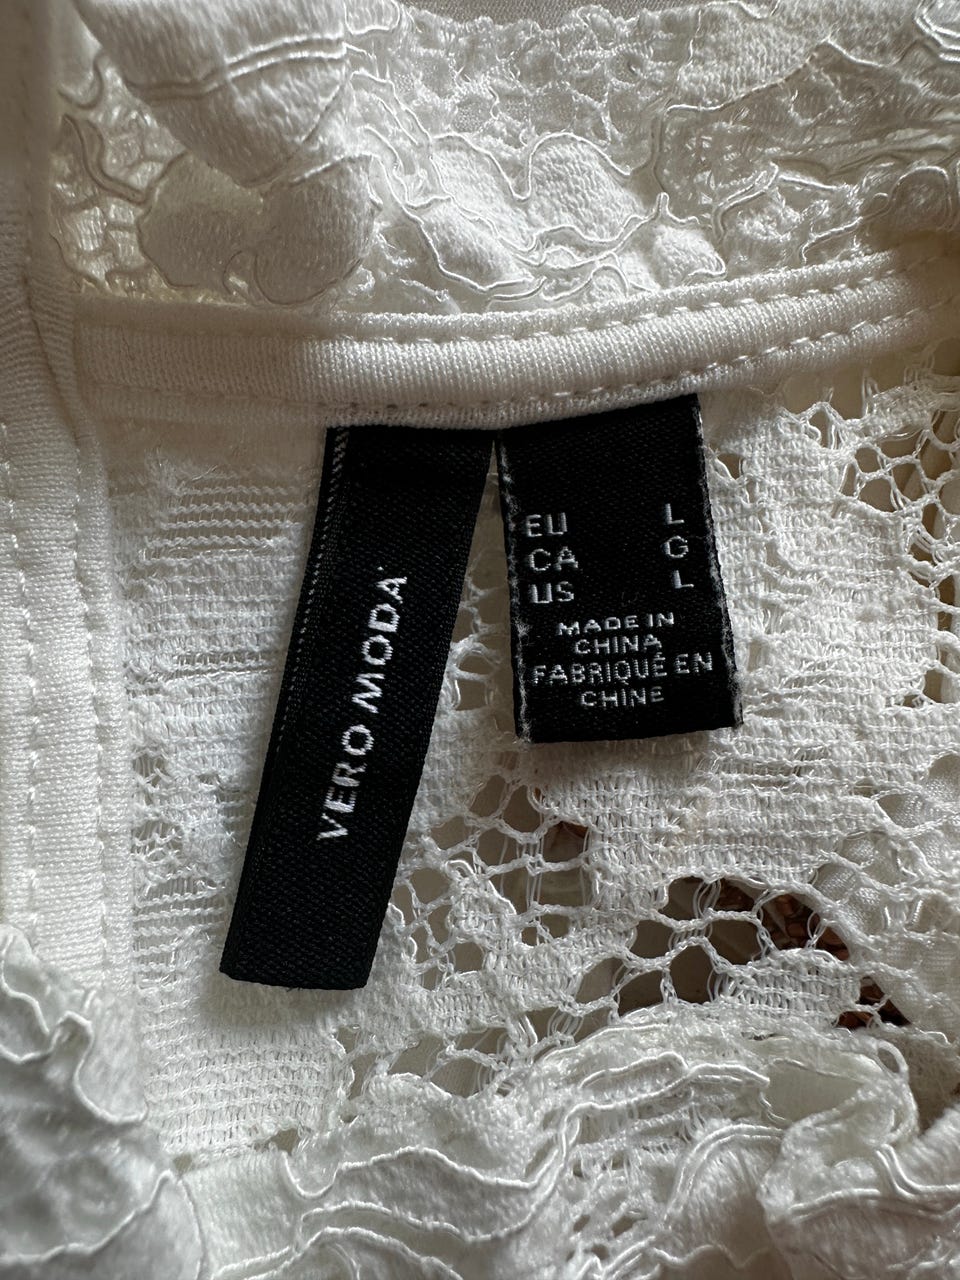 VERO MODA
EU L
CA G
US L
MADE IN
CHINA
FABRIQUÉ EN
CHINE